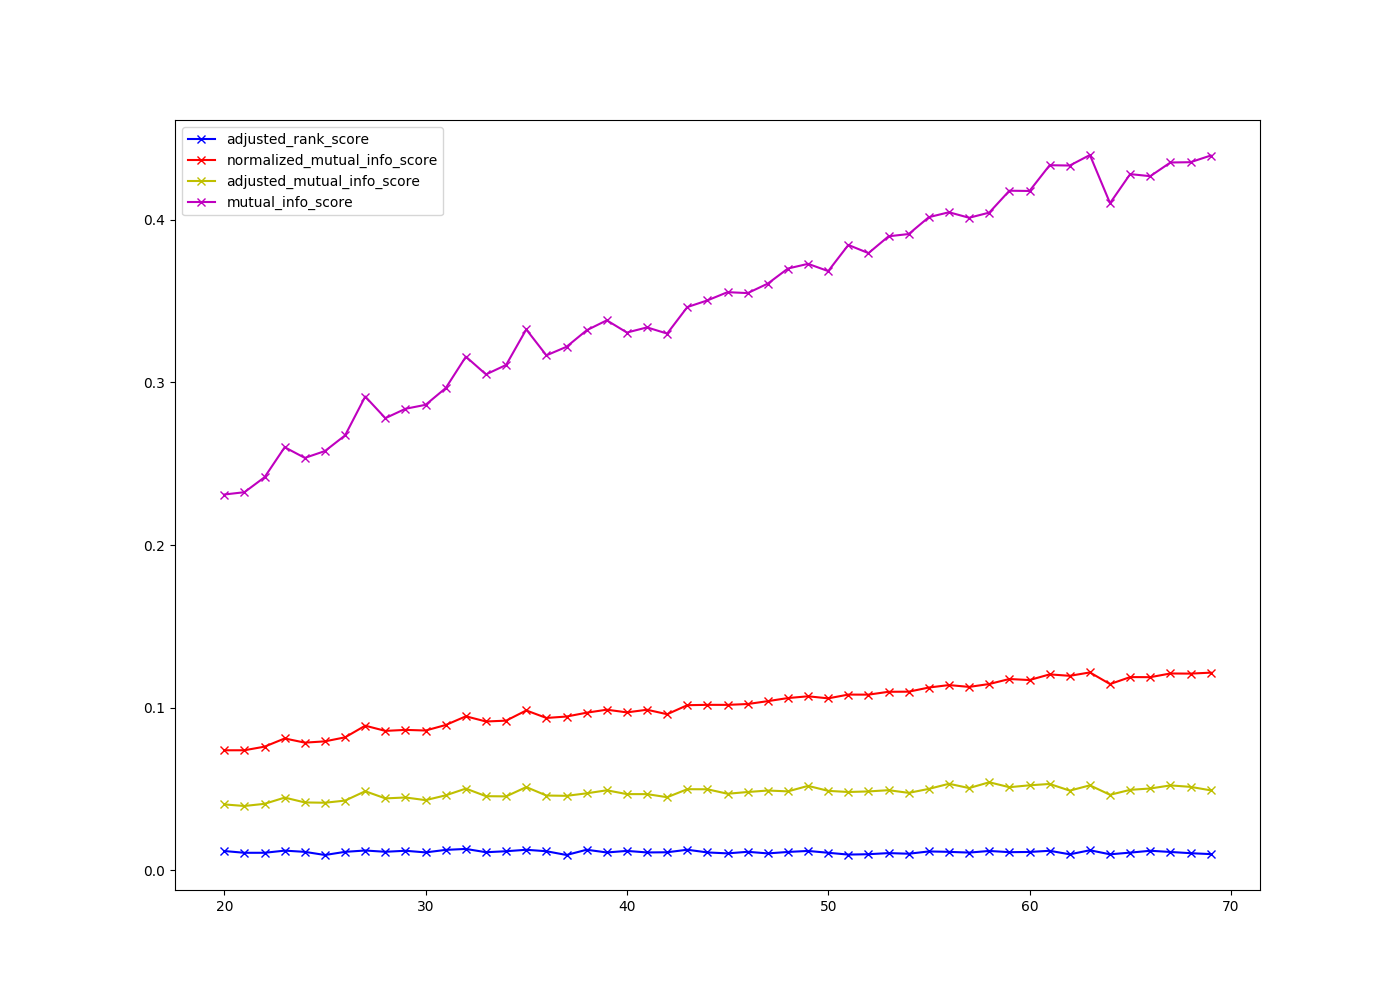 adjusted_rank_score
normalized_mutual_info_score
adjusted_mutual_info_score
mutual_info_score
0.4
0.3
0.2
0.1
0.0
20 30 40 50 60 70